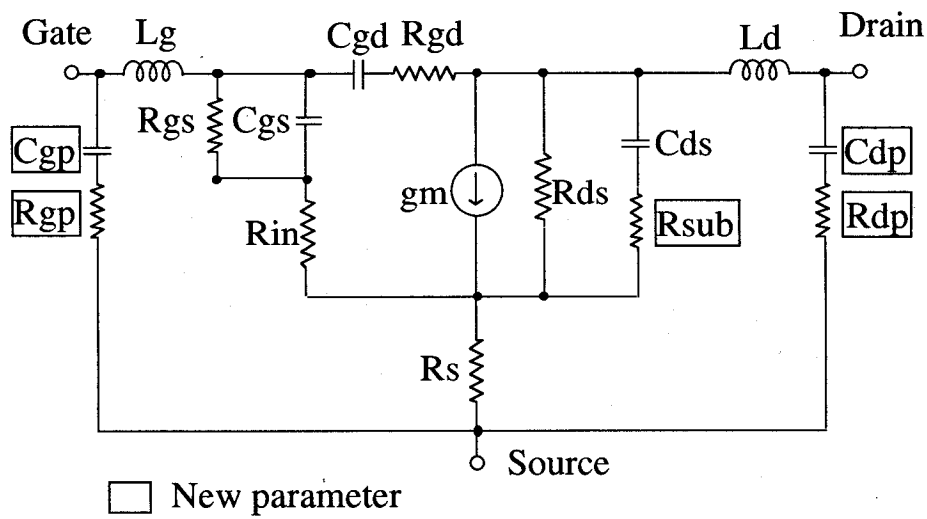 Gate
Lg
Cgd
Rgd
Ld
Drain
Rgs
Cgs
Cgp
Cds
Cdp
gm
Rds
Rgp
Rin
Rsub
Rdp
Rs
Source
New parameter